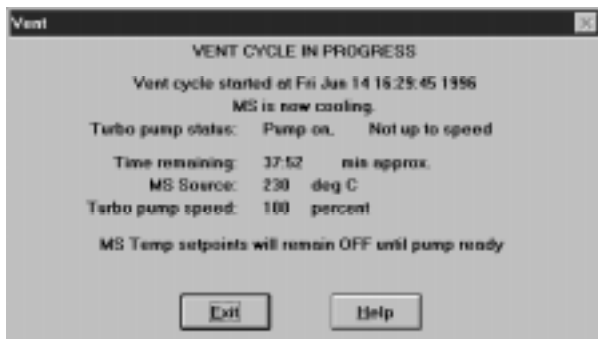 Vent
VENT CYCLE IN PROGRESS
Vent cycle started at Fri Jun 14 16:29:45 1996
MS is now cooling.
Turbo pump status: Pump on, Not up to speed
Time remaining: 37:52 min approx.
MS Source: 230 deg C
Turbo pump speed: 100 percent
MS Temp setpoints will remain OFF until pump ready
Exit Help